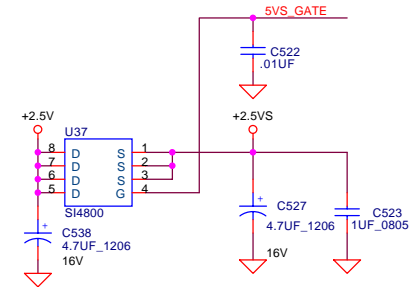 5VS_GATE
C522
.01UF
+2.5V
+2.5VS
U37
8 D S 1
7 D S 2
6 D S 3
5 D G 4
SI4800
+
C538
4.7UF_1206
16V
+
C527
4.7UF_1206
16V
C523
1UF_0805